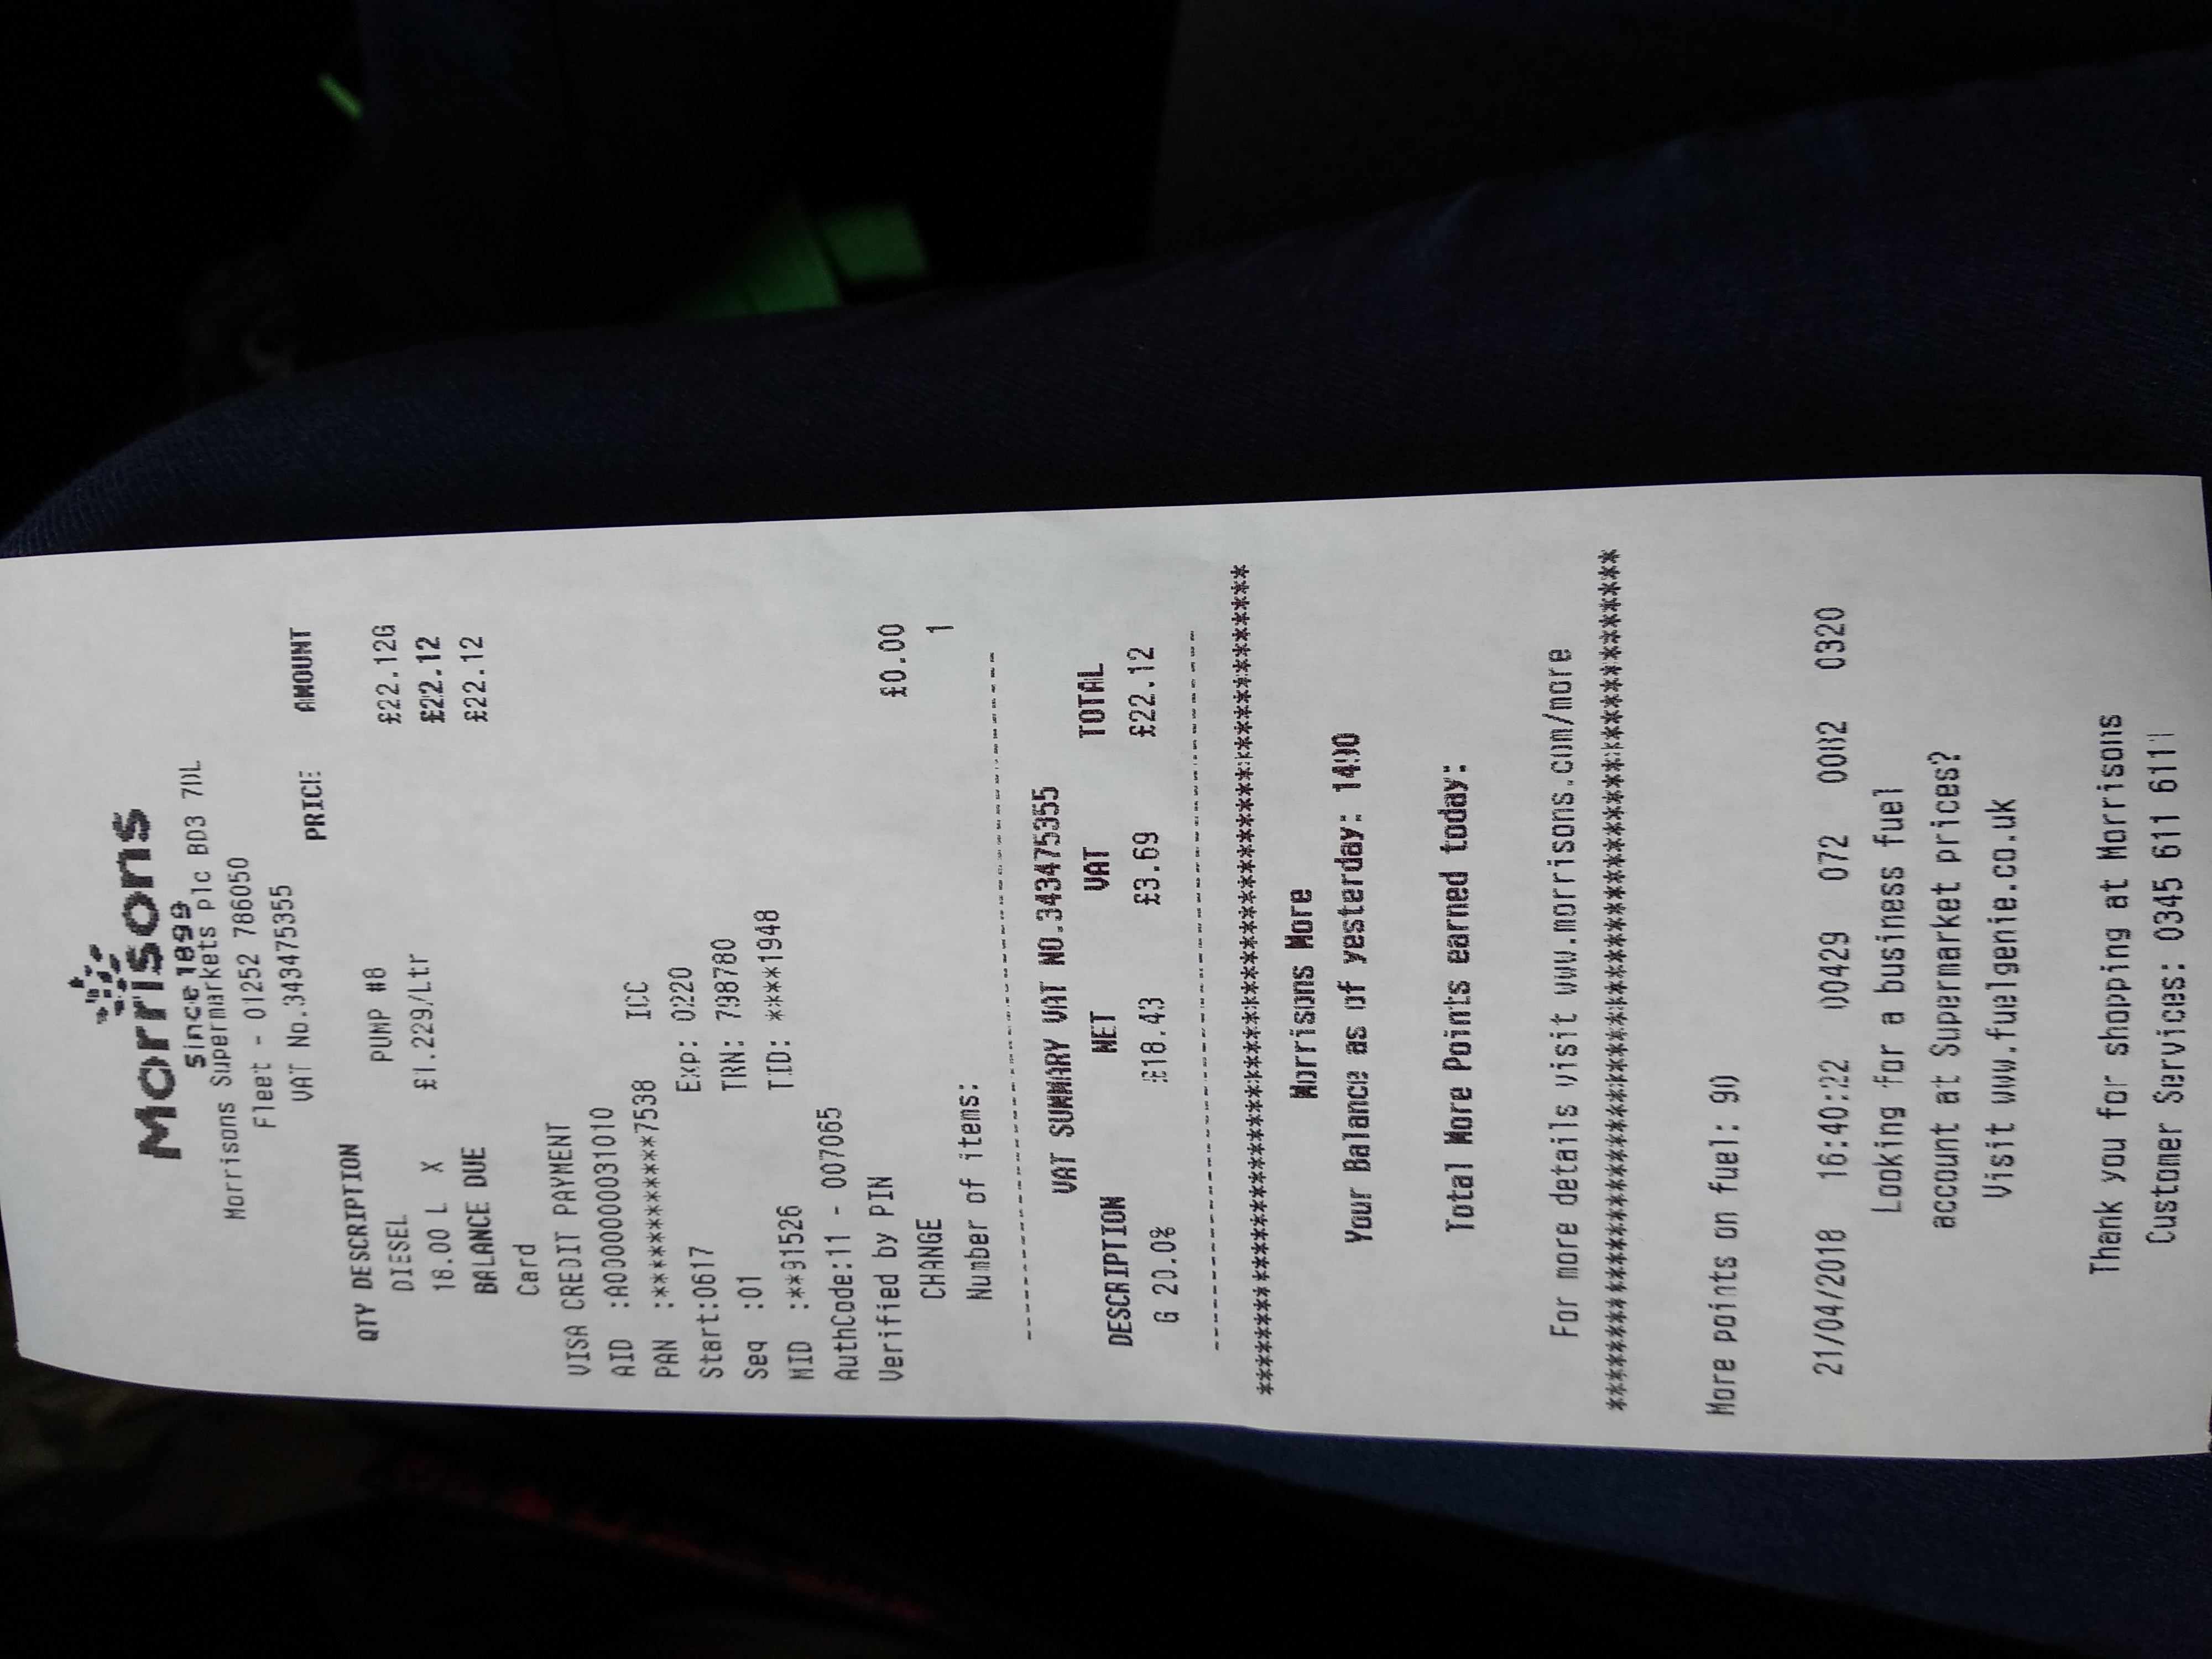 Morrisons
Since 1899
Morrisons Supermarkets plc BD3 7DL
Fleet - 01252 786050
VAT No.343475355
PRICE AMOUNT
QTY DESCRIPTION
DIESEL PUMP #8 £22.12G
18.00 L X £1.229/Ltr
BALANCE DUE £22.12
Card £22.12
VISA CREDIT PAYMENT
AID :A0000000031010
PAN :************7538 ICC
Start:0617 Exp: 0220
Seq :01 TRN: 798780
MID :**91526 TID: ****1948
AuthCode:11 - 007065
Verified by PIN
CHANGE £0.00
Number of items: 1
VAT SUMMARY VAT NO.343475355
DESCRIPTION NET VAT TOTAL
G 20.0% £18.43 £3.69 £22.12
Morrisons More
Your Balance as of yesterday: 1490
Total More Points earned today:
For more details visit www.morrisons.com/more
More points on fuel: 90
21/04/2018 16:40:22 00429 072 0082 0320
Looking for a business fuel
account at Supermarket prices?
Visit www.fuelgenie.co.uk
Thank you for shopping at Morrisons
Customer Services: 0345 611 6111